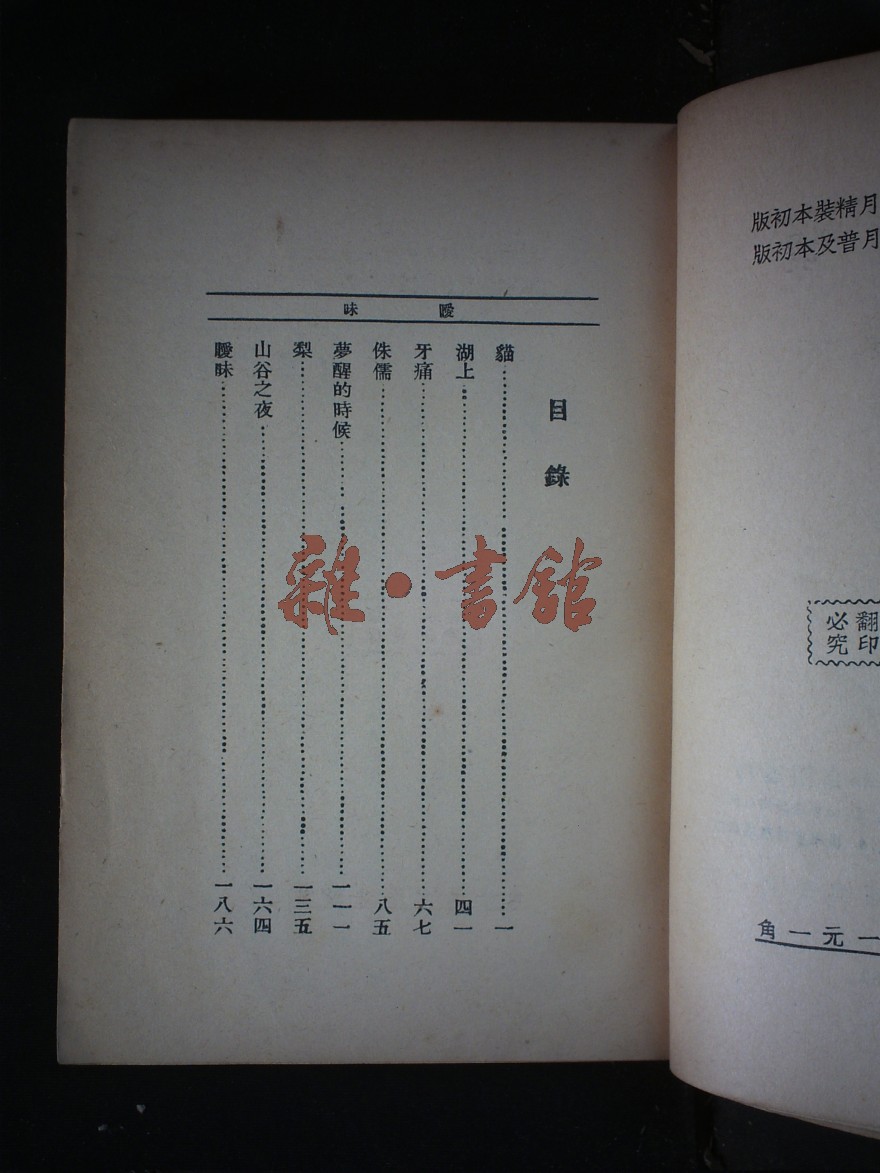 曖味
目錄
貓一
湖上四一
牙痛六七
侏儒八五
夢醒的時候一一一
梨一三五
山谷之夜一六四
曖昧一八六
月精裝本初版
月普及本初版
翻印
必究
一元一角
雜·書舘